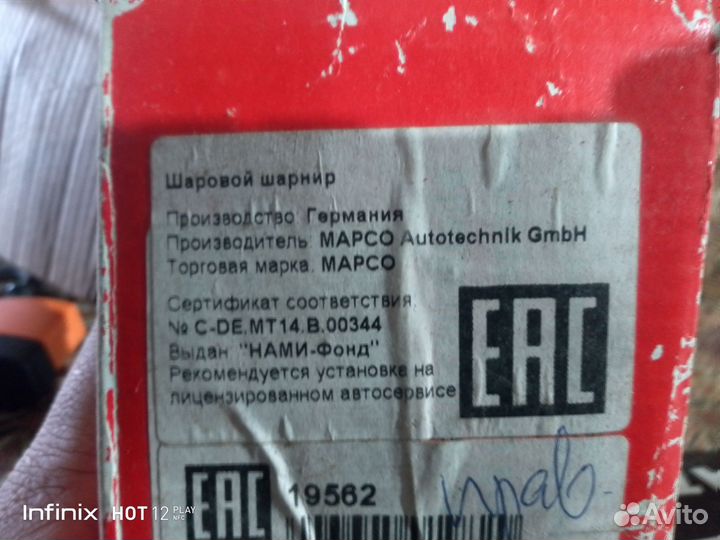 Шаровой шарнир
Производство: Германия
Производитель: MAPCO Autotechnik GmbH
Торговая марка: MAPCO
Сертификат соответствия
№ C-DE.MT14.B.00344
Выдан "НАМИ-Фонд"
Рекомендуется установка на
лицензированном автосервисе
EAC
EAC
19562
прав.
Infinix HOT 12 PLAY
NFC
Avito